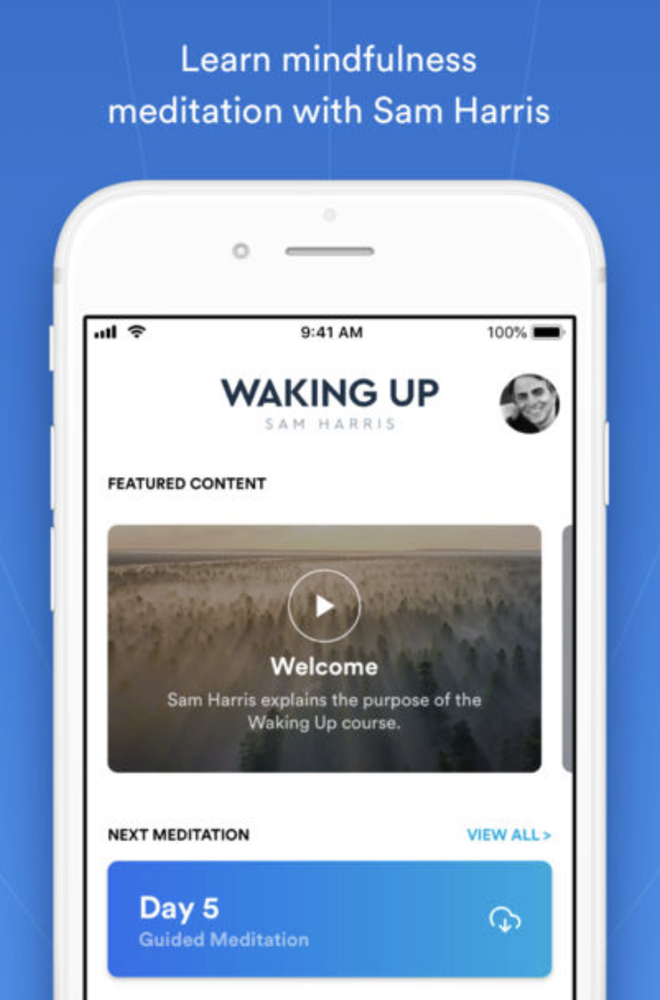 Learn mindfulness
meditation with Sam Harris
9:41 AM 100%
WAKING UP
SAM HARRIS
FEATURED CONTENT
Welcome
Sam Harris explains the purpose of the
Waking Up course.
NEXT MEDITATION VIEW ALL >
Day 5
Guided Meditation